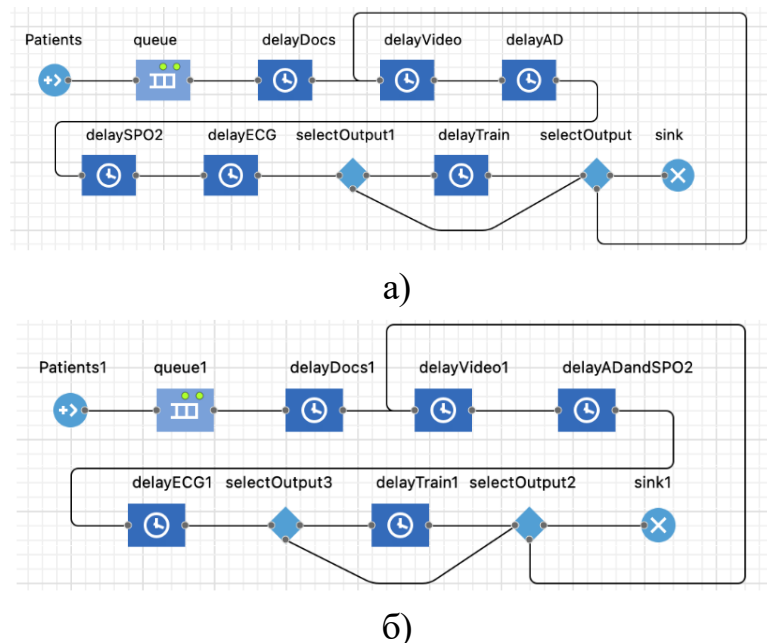 Patients queue delayDocs delayVideo delayAD
delaySPO2 delayECG selectOutput1 delayTrain selectOutput sink
а)
Patients1 queue1 delayDocs1 delayVideo1 delayADandSPO2
delayECG1 selectOutput3 delayTrain1 selectOutput2 sink1
б)